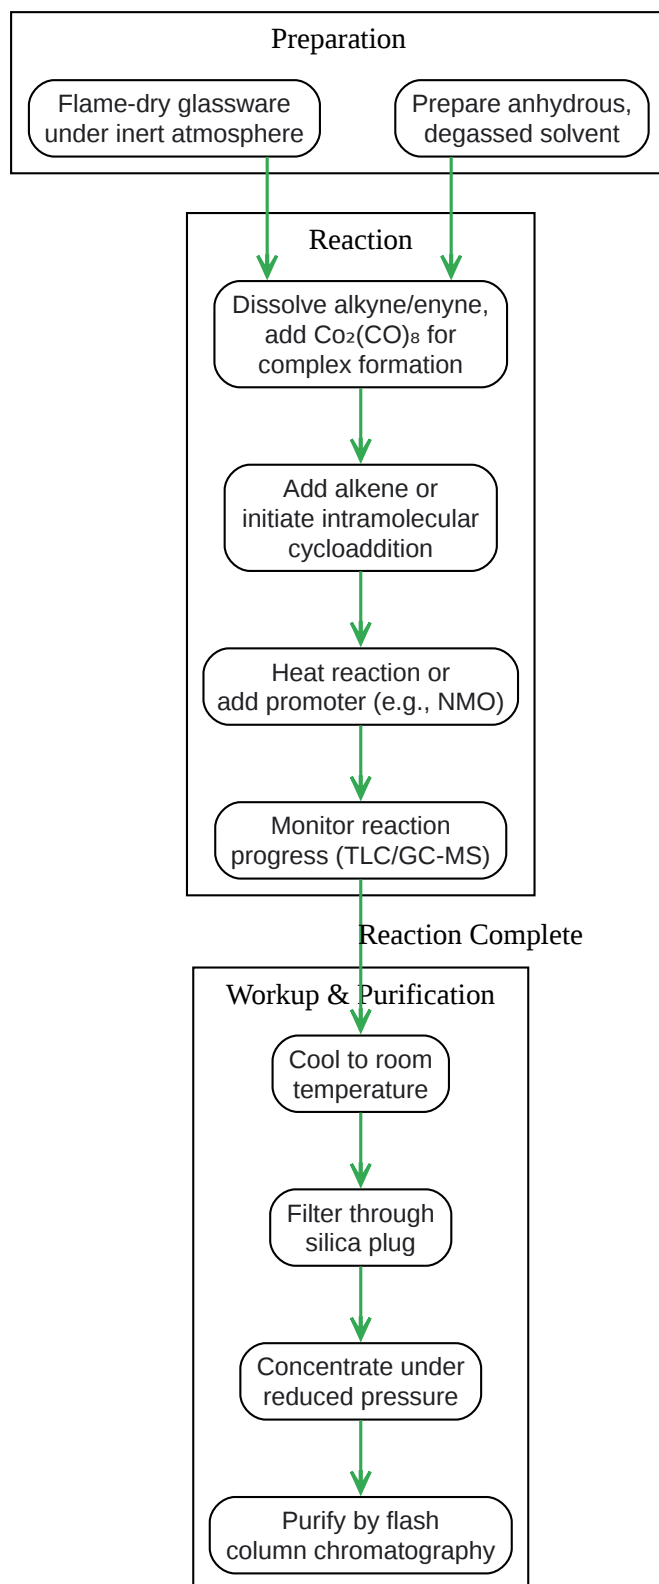 Preparation
Flame-dry glassware
under inert atmosphere
Prepare anhydrous,
degassed solvent
Reaction
Dissolve alkyne/enyne,
add Co₂(CO)₈ for
complex formation
Add alkene or
initiate intramolecular
cycloaddition
Heat reaction or
add promoter (e.g., NMO)
Monitor reaction
progress (TLC/GC-MS)
Reaction Complete
Workup & Purification
Cool to room
temperature
Filter through
silica plug
Concentrate under
reduced pressure
Purify by flash
column chromatography